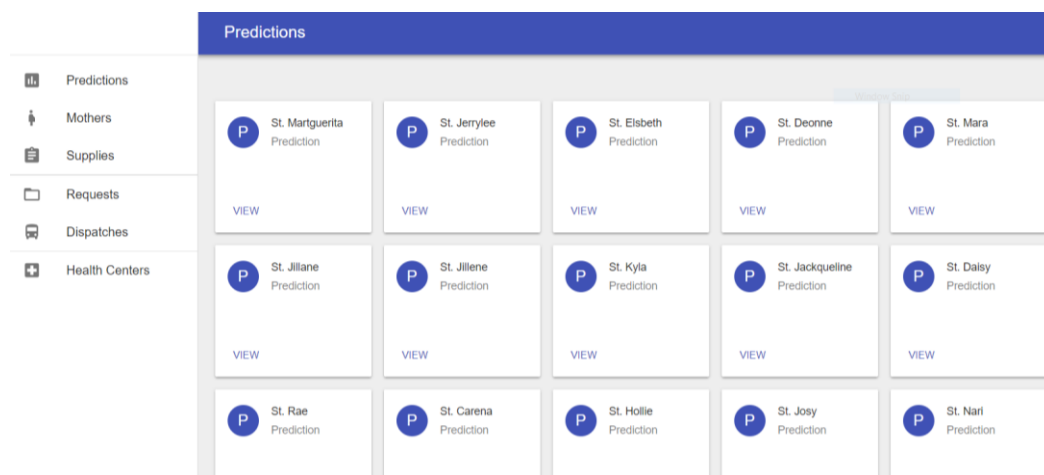 Predictions
Predictions
Mothers
Supplies
Requests
Dispatches
Health Centers
P
St. Martguerita
Prediction
VIEW
P
St. Jerrylee
Prediction
VIEW
P
St. Elsbeth
Prediction
VIEW
P
St. Deonne
Prediction
VIEW
P
St. Mara
Prediction
VIEW
P
St. Jillane
Prediction
VIEW
P
St. Jillene
Prediction
VIEW
P
St. Kyla
Prediction
VIEW
P
St. Jackqueline
Prediction
VIEW
P
St. Daisy
Prediction
VIEW
P
St. Rae
Prediction
P
St. Carena
Prediction
P
St. Hollie
Prediction
P
St. Josy
Prediction
P
St. Nari
Prediction